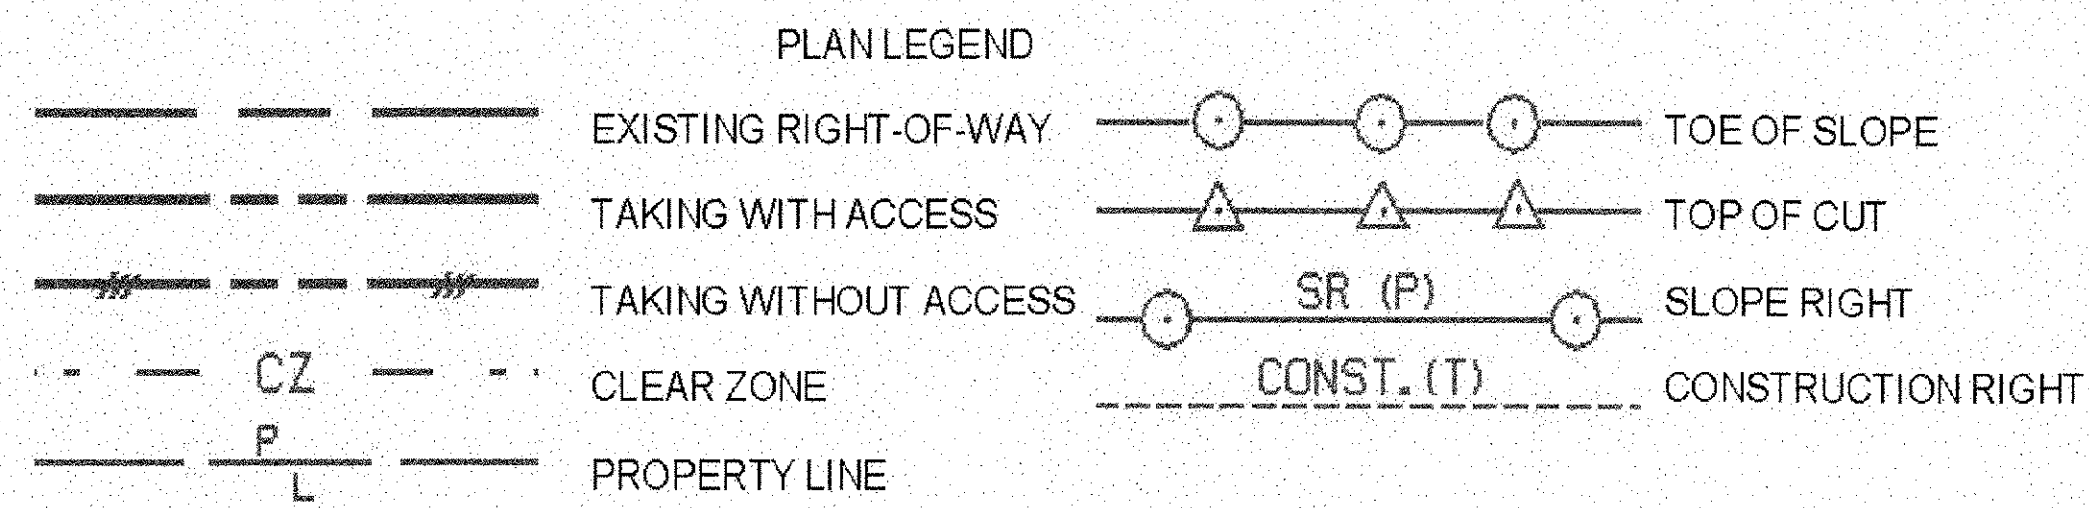 PLAN LEGEND
EXISTING RIGHT-OF-WAY
TAKING WITH ACCESS
TAKING WITHOUT ACCESS
CZ
CLEAR ZONE
P
L
PROPERTY LINE
TOE OF SLOPE
TOP OF CUT
SR (P)
SLOPE RIGHT
CONST. (T)
CONSTRUCTION RIGHT